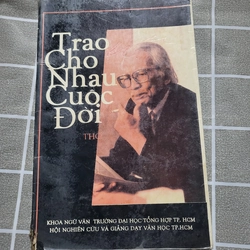 Trao
Cho
Nhau
Cuộc
Đời
THƠ
KHOA NGỮ VĂN TRƯỜNG ĐẠI HỌC TỔNG HỢP TP. HCM
HỘI NGHIÊN CỨU VÀ GIẢNG DẠY VĂN HỌC TP.HCM